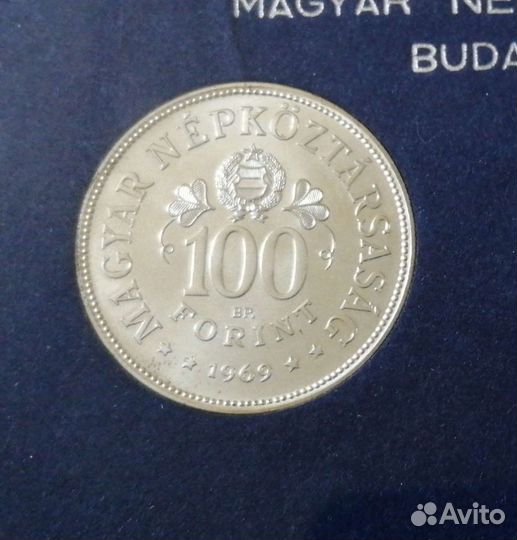 MAGYAR NE
BUDA
MAGYAR NÉPKÖZTÁRSASÁG
100
BP.
FORINT
1969
Avito